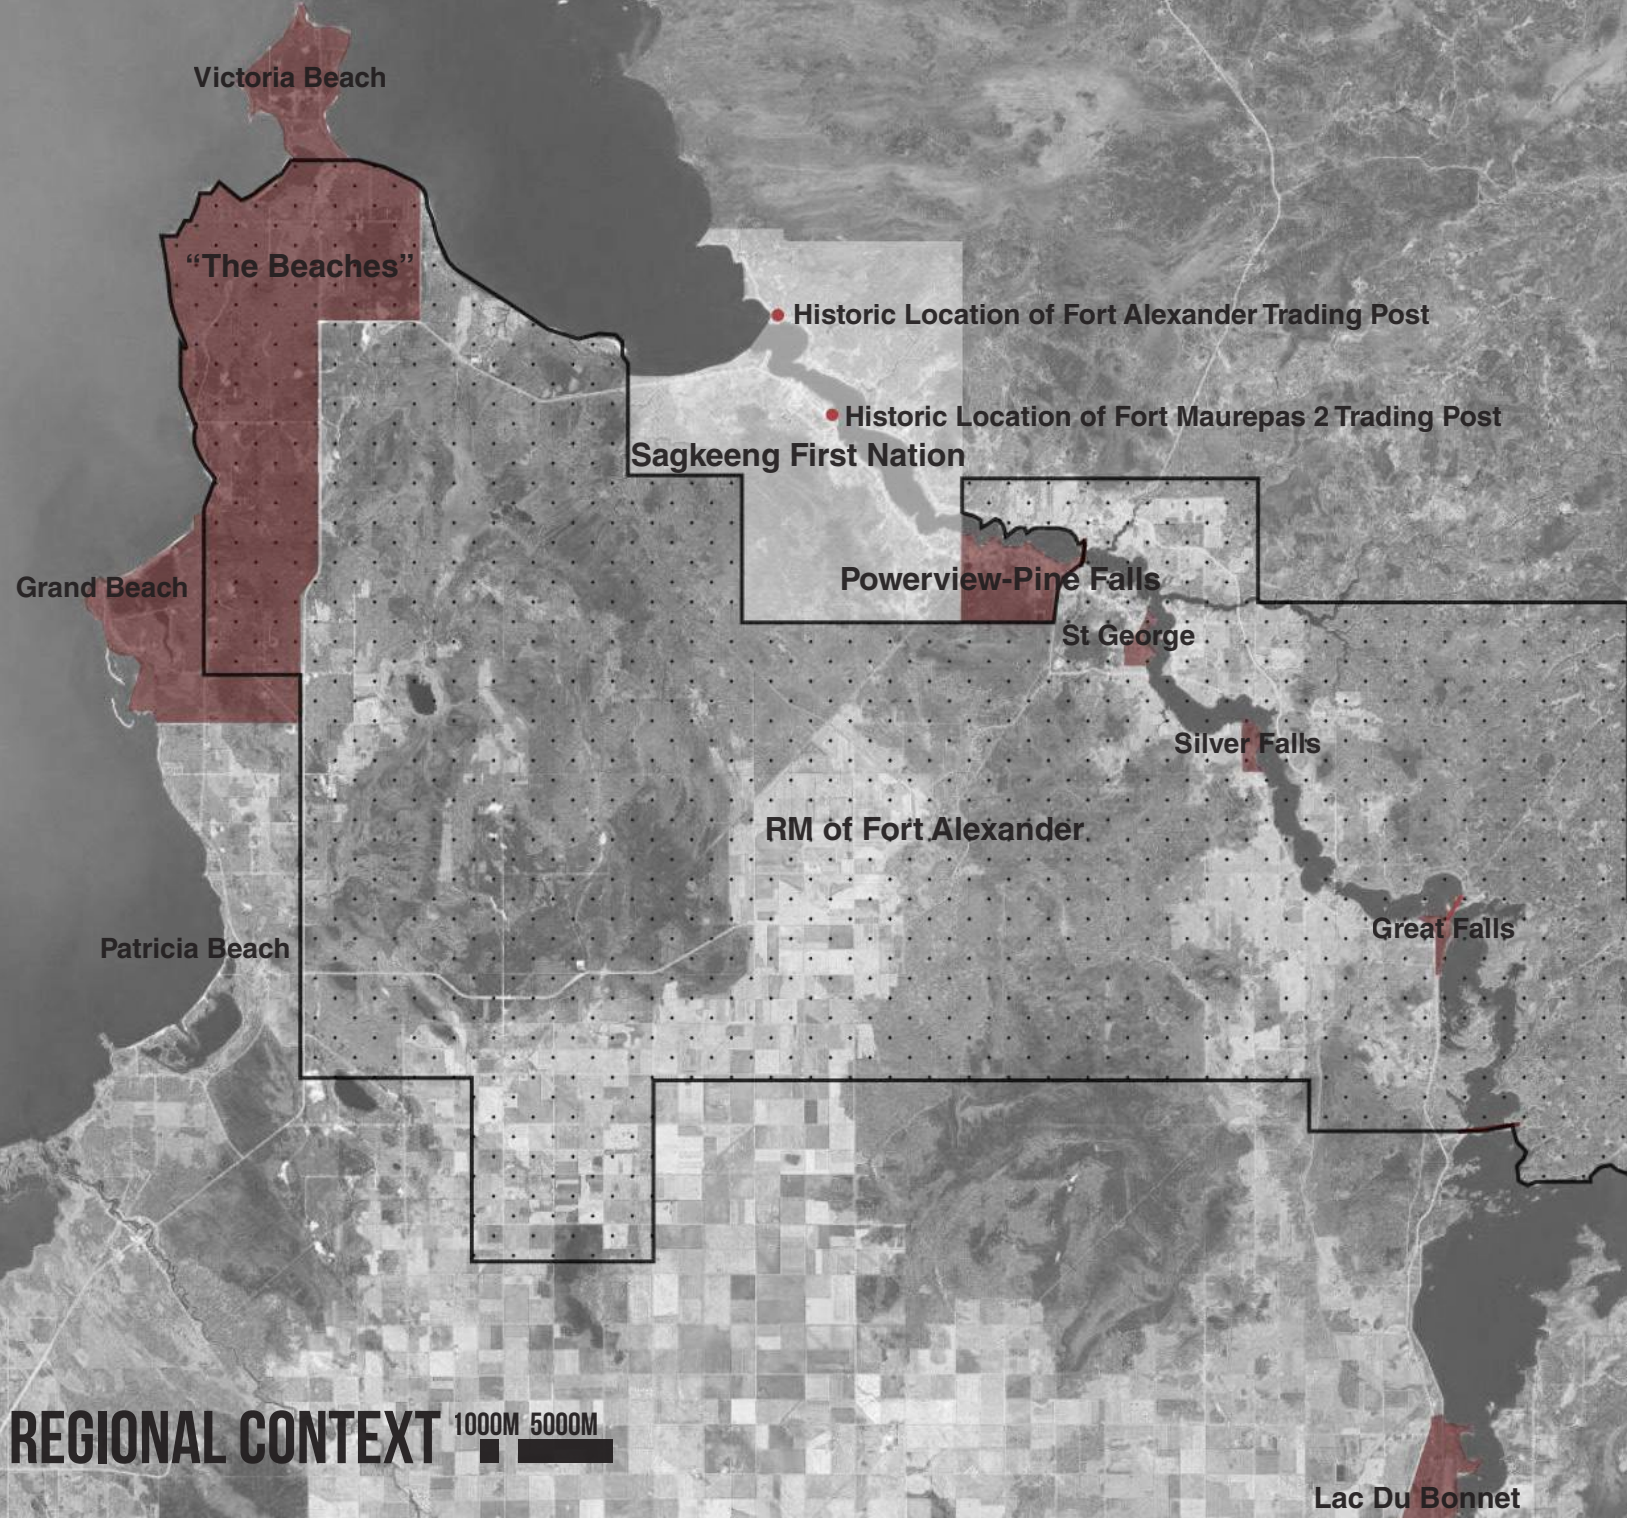 Victoria Beach
“The Beaches”
Historic Location of Fort Alexander Trading Post
Historic Location of Fort Maurepas 2 Trading Post
Sagkeeng First Nation
Grand Beach
Powerview-Pine Falls
St George
Silver Falls
RM of Fort Alexander
Great Falls
Patricia Beach
REGIONAL CONTEXT
1000M 5000M
Lac Du Bonnet